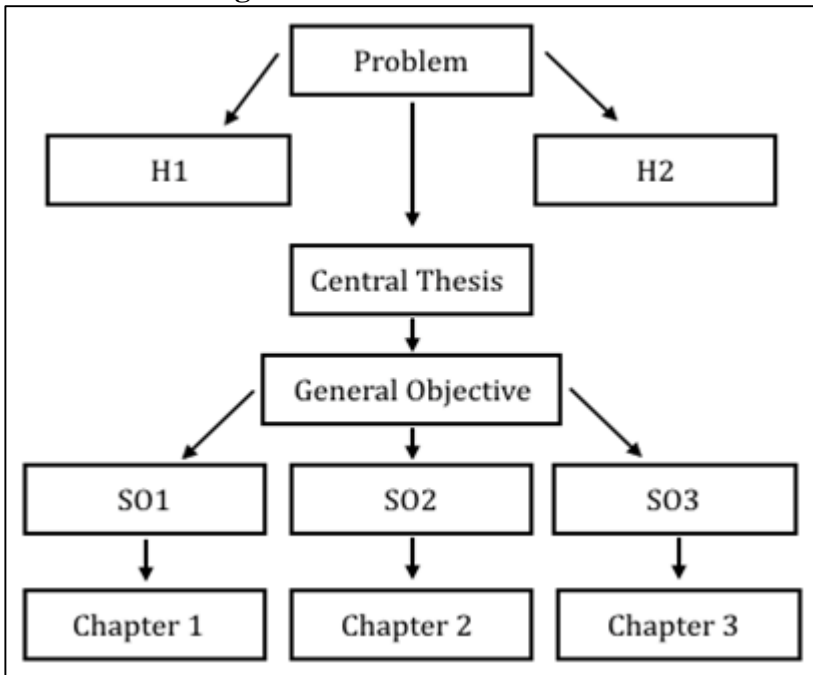 Problem
H1
H2
Central Thesis
General Objective
SO1
SO2
SO3
Chapter 1
Chapter 2
Chapter 3